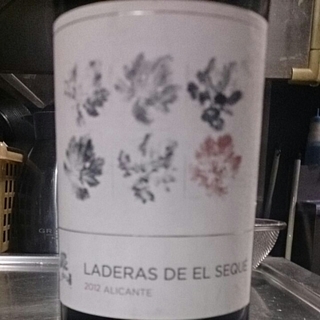 LADERAS DE EL SEQUE
2012 ALICANTE